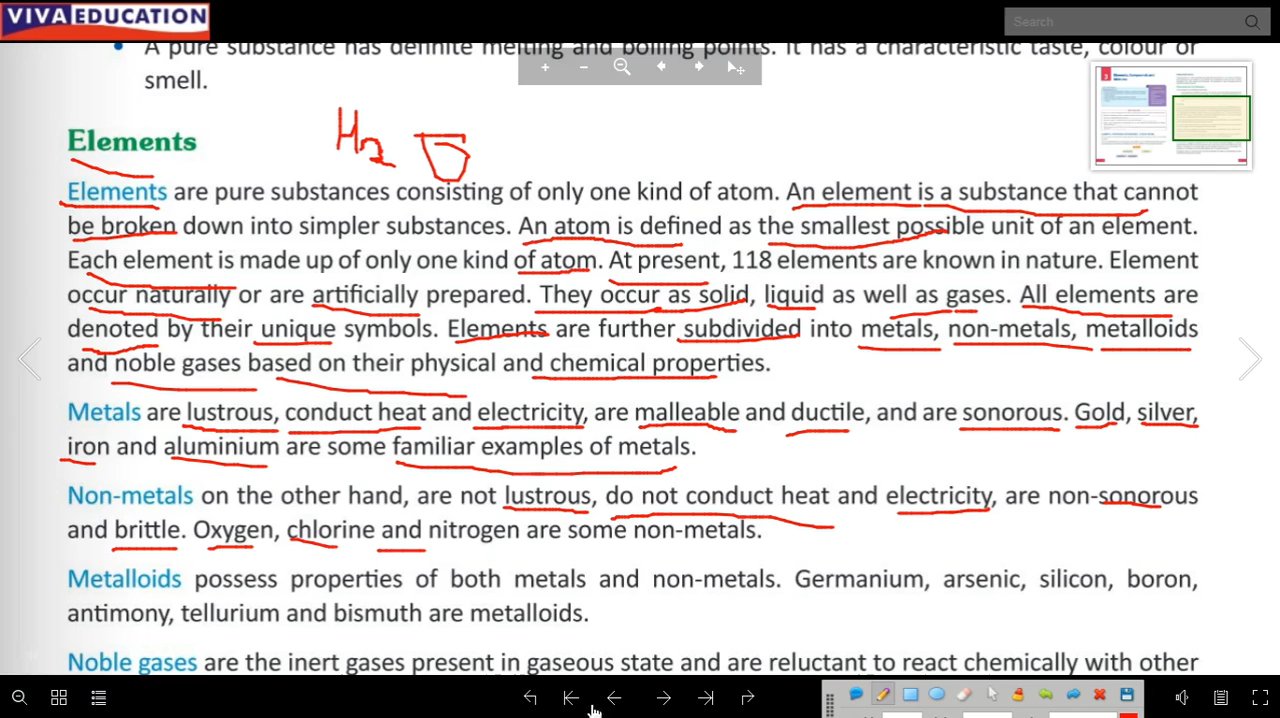 VIVA EDUCATION
Search
A pure substance has definite melting and boiling points. It has a characteristic taste, colour or
smell.
H2
Elements
Elements are pure substances consisting of only one kind of atom. An element is a substance that cannot
be broken down into simpler substances. An atom is defined as the smallest possible unit of an element.
Each element is made up of only one kind of atom. At present, 118 elements are known in nature. Element
occur naturally or are artificially prepared. They occur as solid, liquid as well as gases. All elements are
denoted by their unique symbols. Elements are further subdivided into metals, non-metals, metalloids
and noble gases based on their physical and chemical properties.
Metals are lustrous, conduct heat and electricity, are malleable and ductile, and are sonorous. Gold, silver,
iron and aluminium are some familiar examples of metals.
Non-metals on the other hand, are not lustrous, do not conduct heat and electricity, are non-sonorous
and brittle. Oxygen, chlorine and nitrogen are some non-metals.
Metalloids possess properties of both metals and non-metals. Germanium, arsenic, silicon, boron,
antimony, tellurium and bismuth are metalloids.
Noble gases are the inert gases present in gaseous state and are reluctant to react chemically with other